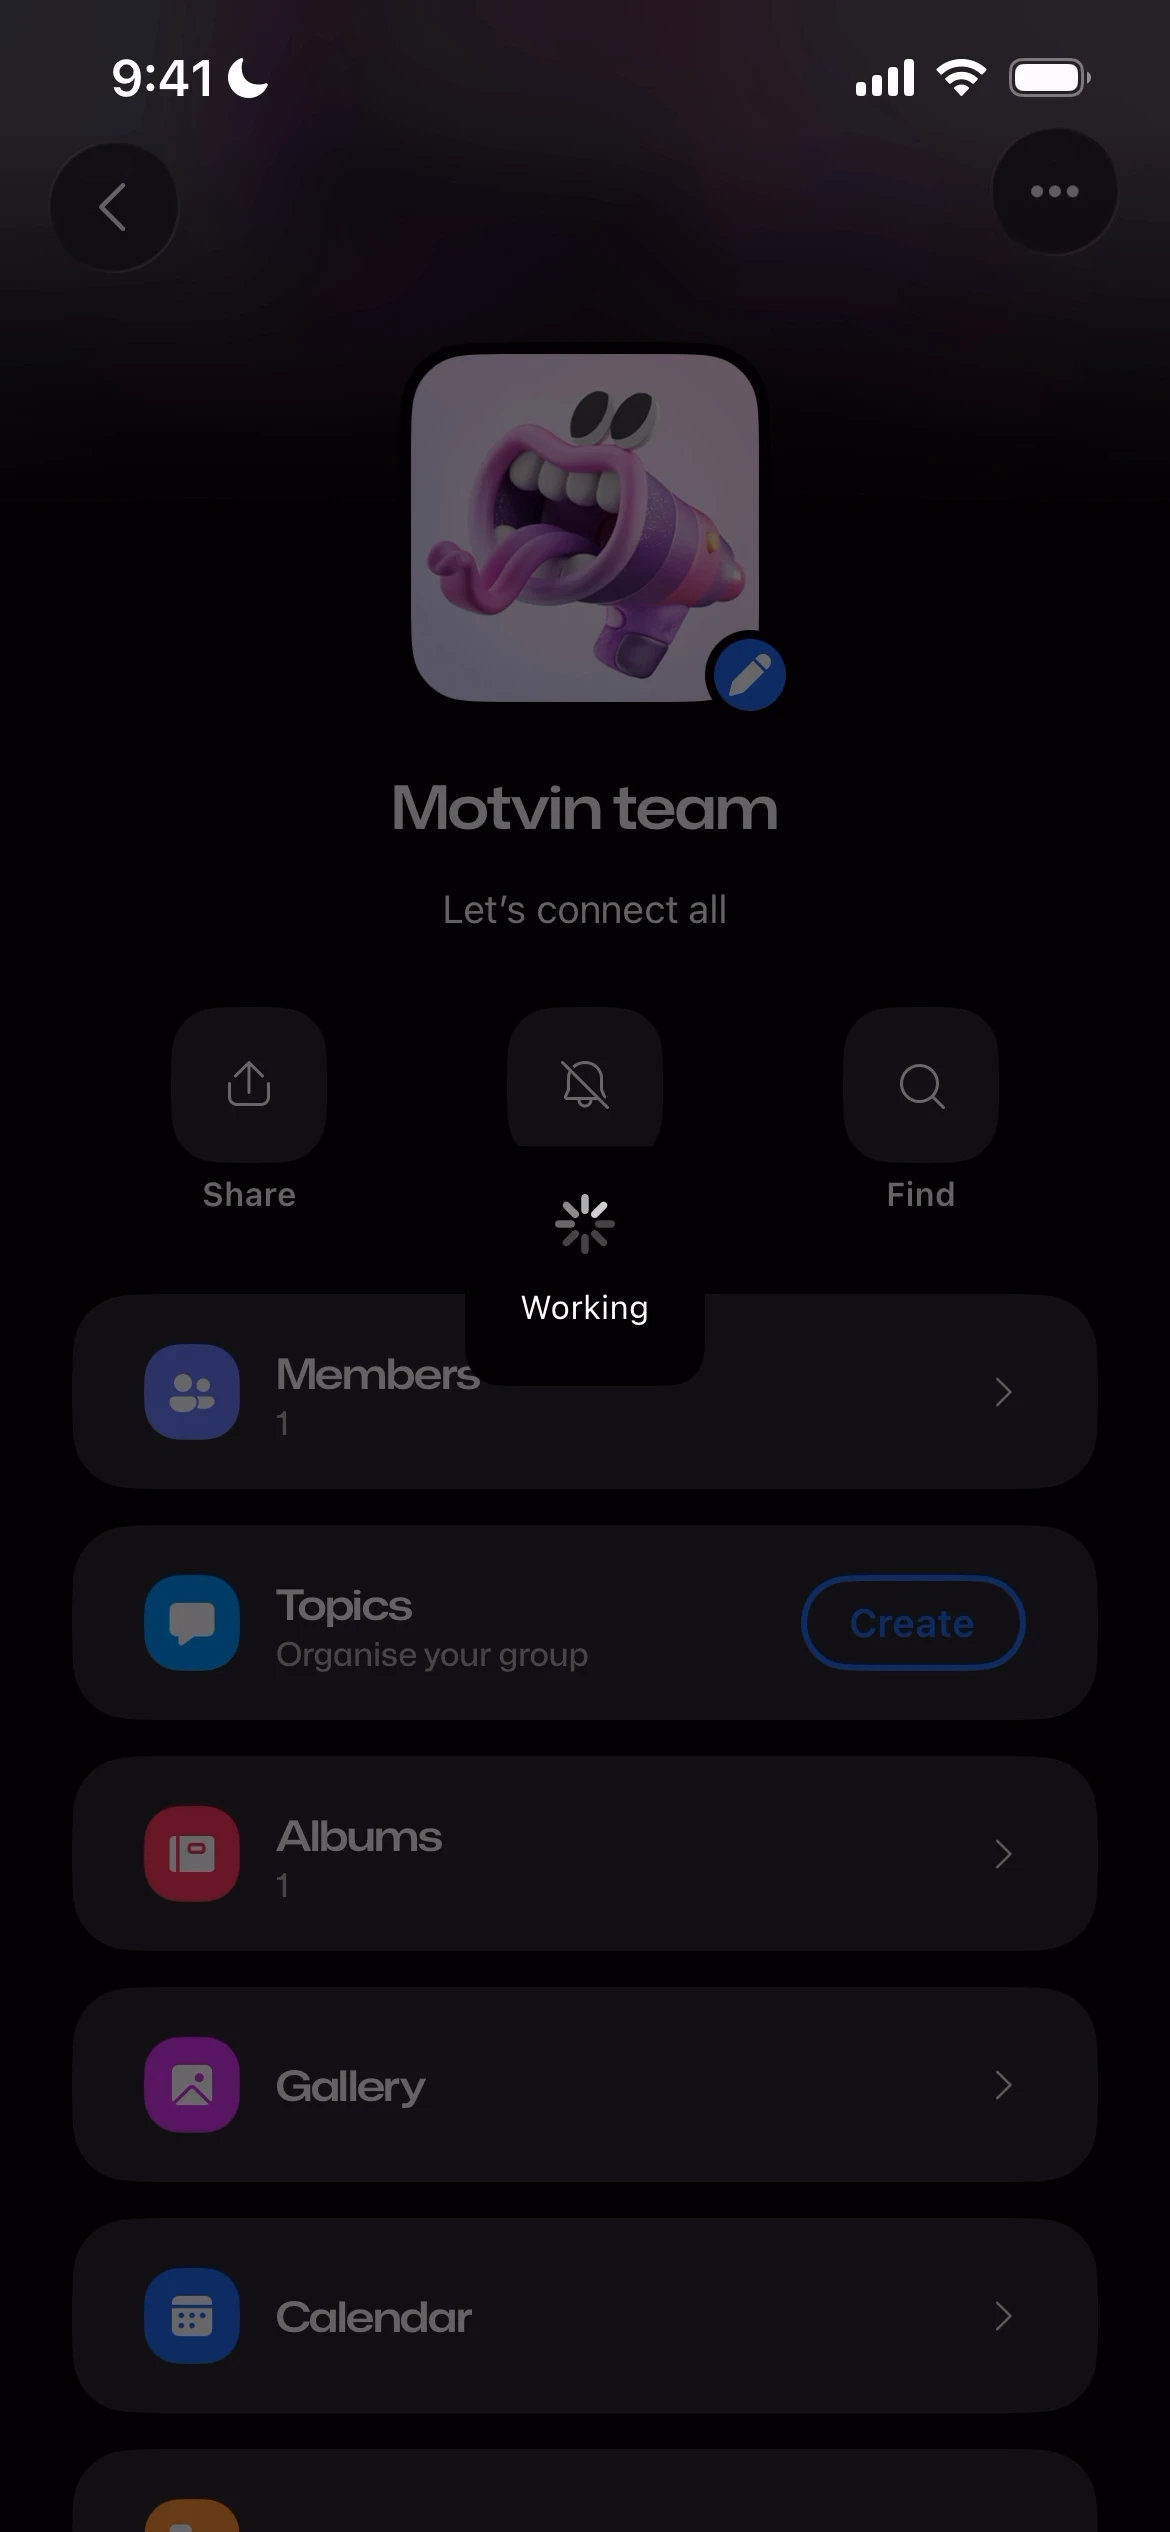 9:41
Motvin team
Let’s connect all
Share
Find
Working
Members
1
Topics
Organise your group
Create
Albums
1
Gallery
Calendar